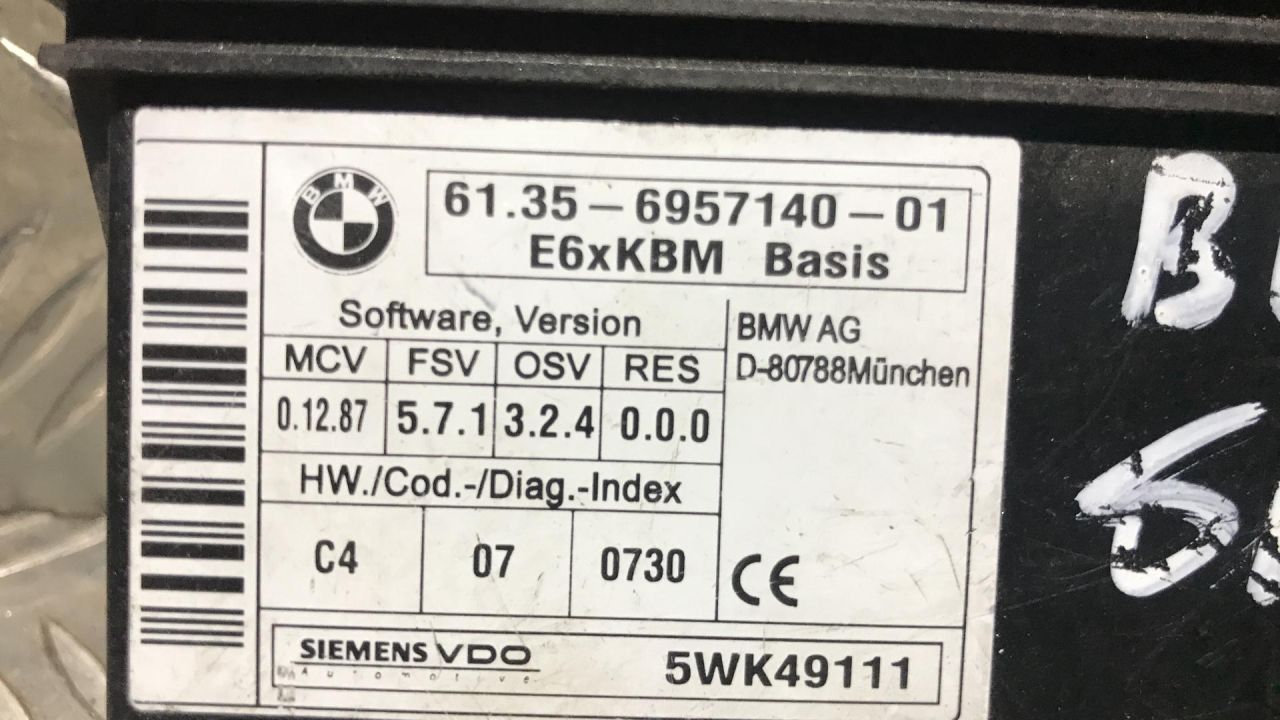 BMW
61.35 – 6957140 – 01
E6xKBM Basis
Software, Version
MCV FSV OSV RES
0.12.87 5.7.1 3.2.4 0.0.0
BMW AG
D-80788München
HW./Cod.-/Diag.-Index
C4 07 0730
CE
SIEMENS VDO
Automotive
5WK49111
B